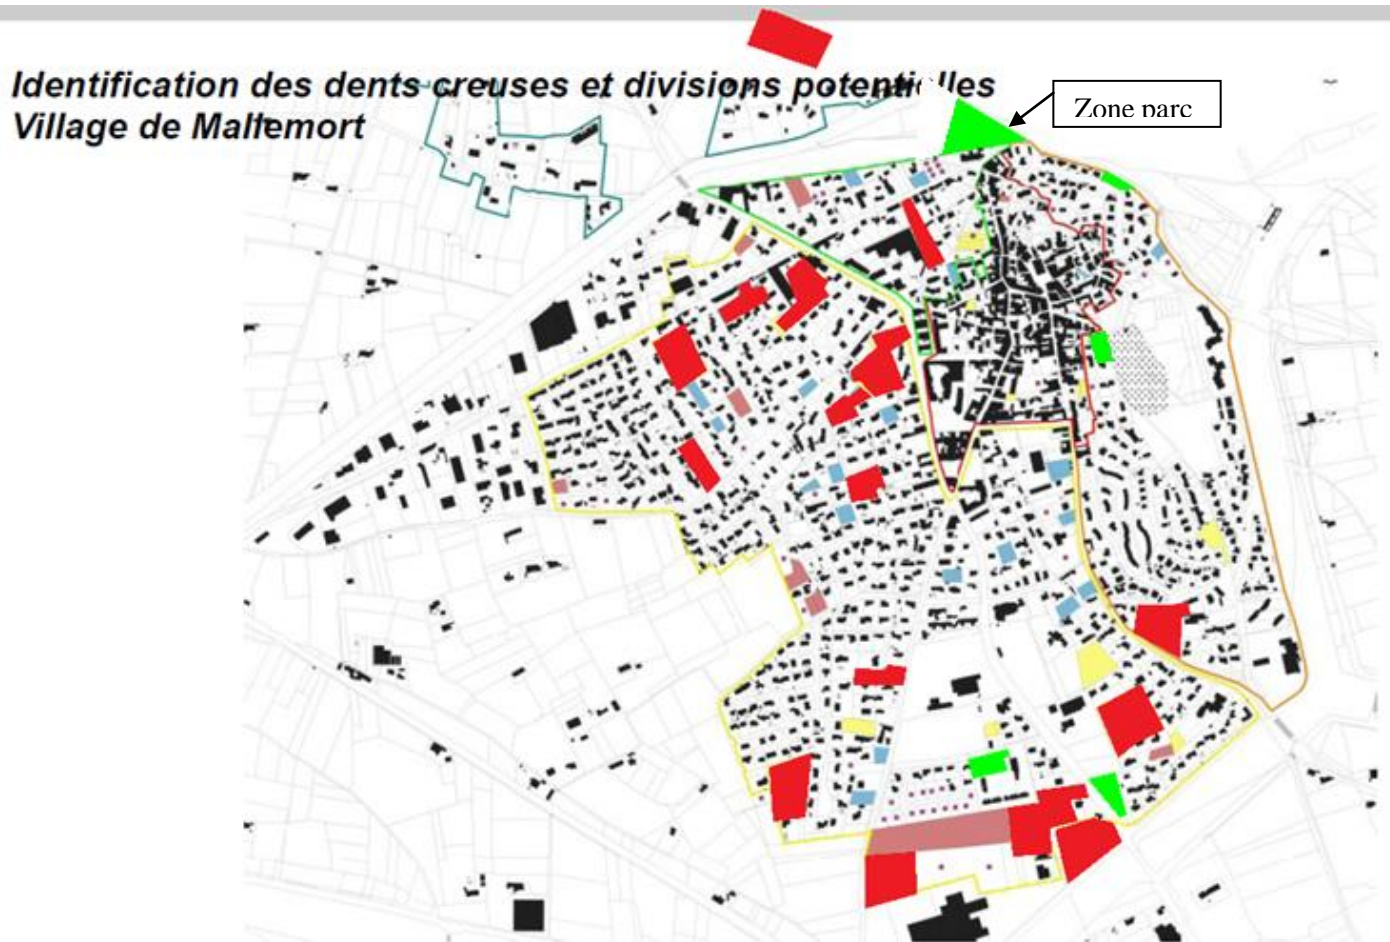 Identification des dents creuses et divisions potentielles
Village de Mallemort
Zone parc